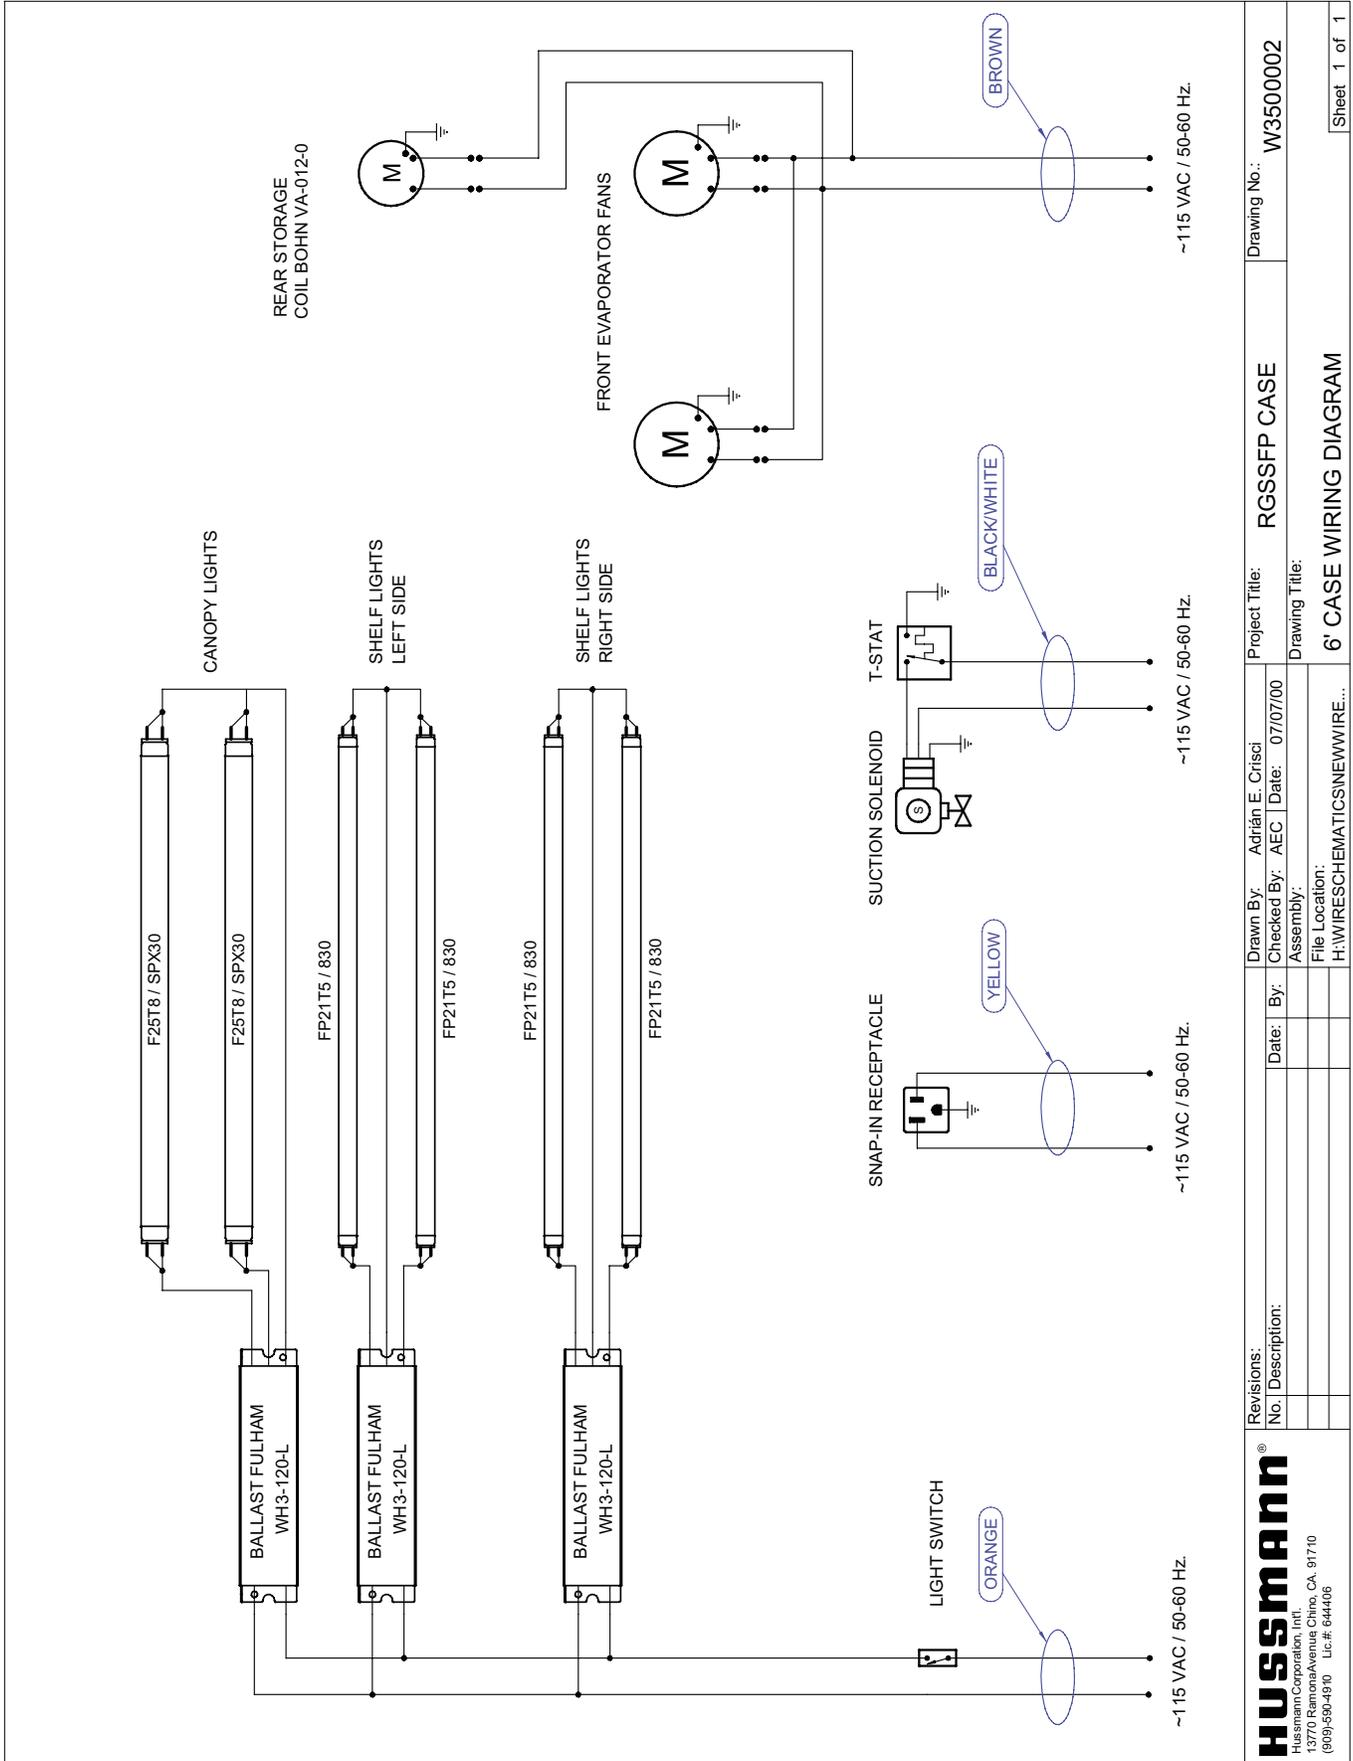 CANOPY LIGHTS
F25T8 / SPX30
F25T8 / SPX30
BALLAST FULHAM
WH3-120-L
SHELF LIGHTS
LEFT SIDE
FP21T5 / 830
FP21T5 / 830
BALLAST FULHAM
WH3-120-L
SHELF LIGHTS
RIGHT SIDE
FP21T5 / 830
FP21T5 / 830
BALLAST FULHAM
WH3-120-L
REAR STORAGE
COIL BOHN VA-012-0
M
FRONT EVAPORATOR FANS
M
M
LIGHT SWITCH
ORANGE
~115 VAC / 50-60 Hz.
SNAP-IN RECEPTACLE
YELLOW
~115 VAC / 50-60 Hz.
SUCTION SOLENOID
S
T-STAT
BLACK/WHITE
~115 VAC / 50-60 Hz.
BROWN
~115 VAC / 50-60 Hz.
HUSSMANN®
Hussmann Corporation, Int'l.
13770 Ramona Avenue, Chino, CA. 91710
(909)-590-4910 Lic.#: 644406
Revisions:
No. Description: Date: By:
Drawn By: Adrián E. Crisci
Checked By: AEC Date: 07/07/00
Assembly:
File Location:
H:\WIRESCHEMATICS\NEWWIRE...
Project Title:
RGSSFP CASE
Drawing No.:
W3500002
Drawing Title:
6' CASE WIRING DIAGRAM
Sheet 1 of 1